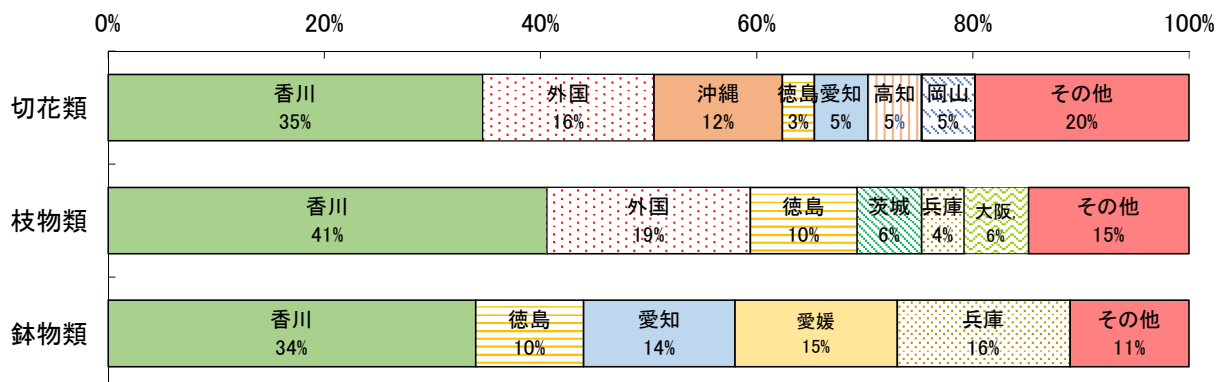 0% 20% 40% 60% 80% 100%
切花類
香川 外国 沖縄 徳島 愛知 高知 岡山 その他
35% 16% 12% 3% 5% 5% 5% 20%
枝物類
香川 外国 徳島 茨城 兵庫 大阪 その他
41% 19% 10% 6% 4% 6% 15%
鉢物類
香川 徳島 愛知 愛媛 兵庫 その他
34% 10% 14% 15% 16% 11%